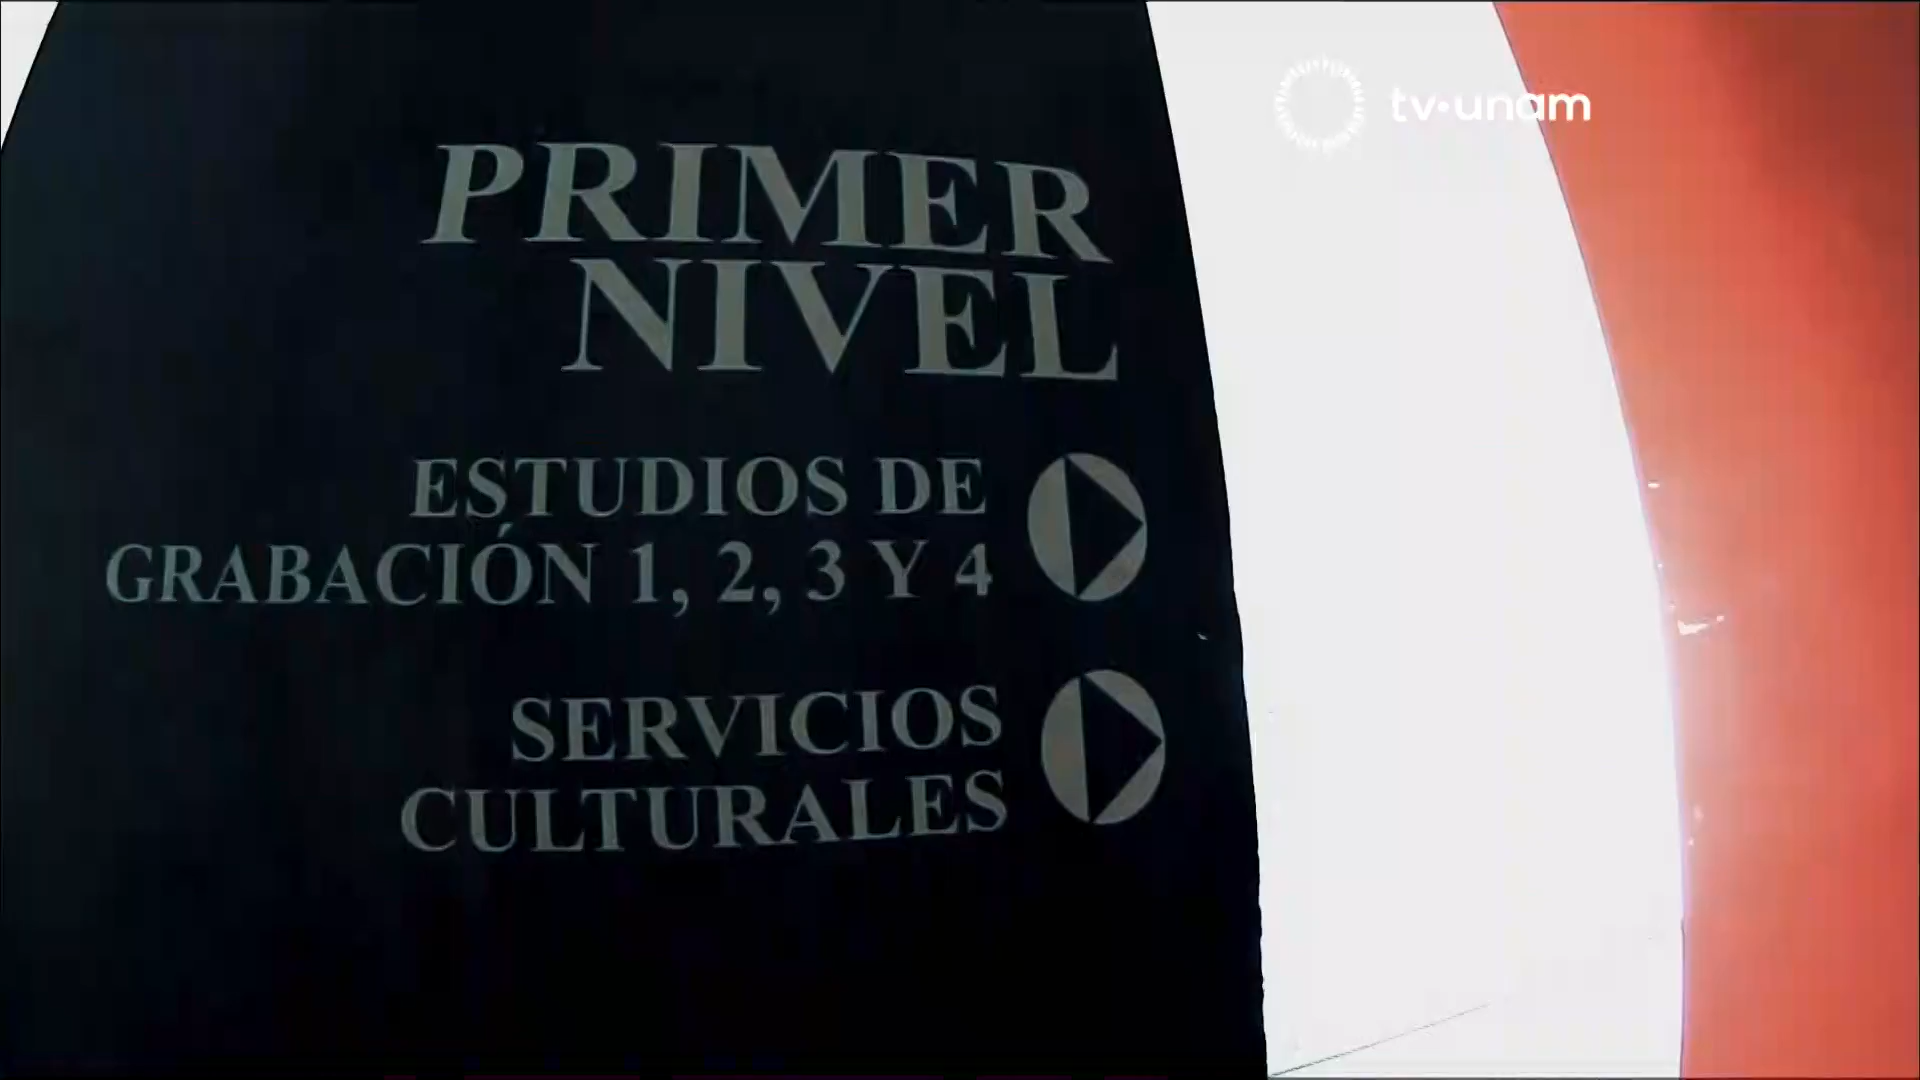 tv·unam
PRIMER
NIVEL
ESTUDIOS DE
GRABACIÓN 1, 2, 3 Y 4
SERVICIOS
CULTURALES